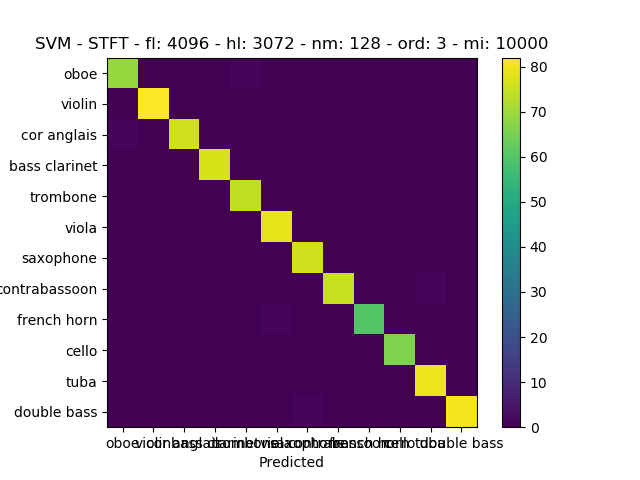 SVM - STFT - fl: 4096 - hl: 3072 - nm: 128 - ord: 3 - mi: 10000
oboe
violin
cor anglais
bass clarinet
trombone
viola
saxophone
contrabassoon
french horn
cello
tuba
double bass
oboe violin double bass
Predicted
80
70
60
50
40
30
20
10
0